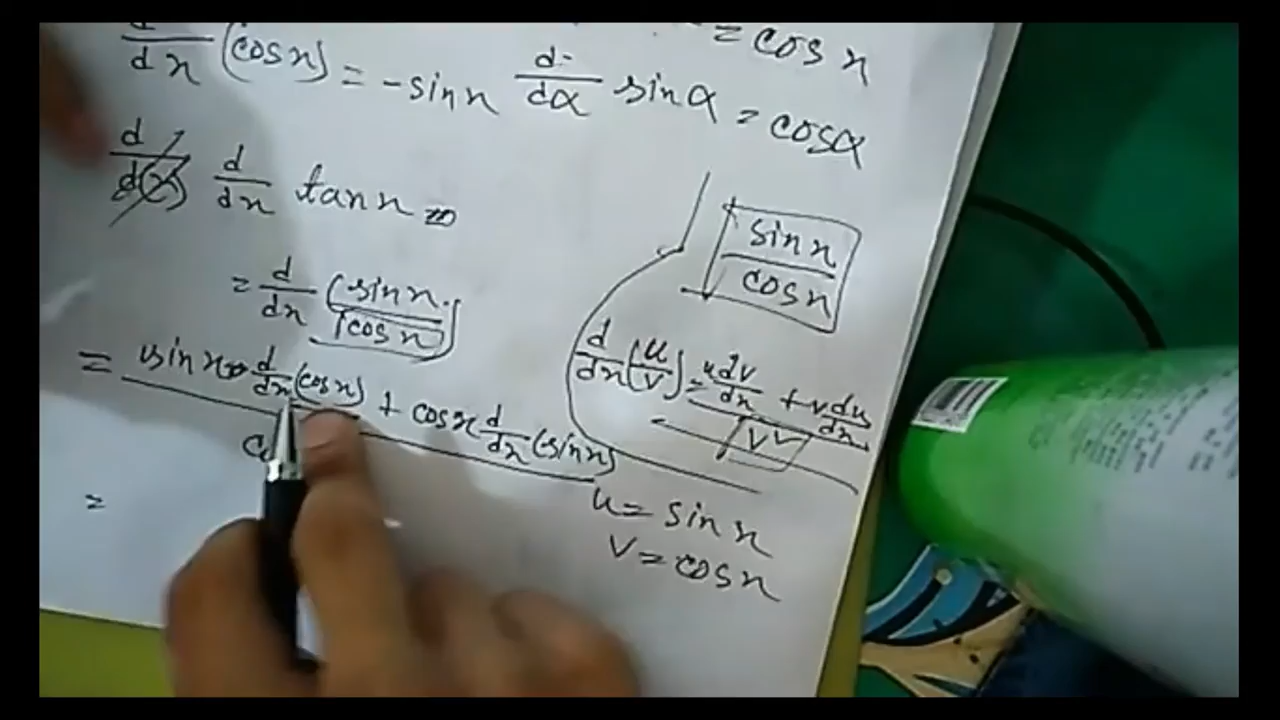 d/dx (cos x) = -sin x
= cos x
d/dα sin α = cos α
d/d(x) d/dx tan x =
= d/dx (sin x / cos x)
= sin x d/dx (cos x) + cos x d/dx (sin x)
=
sin x / cos x
d/dx (u/v) = u dv/dx + v du/dx
v v
u = sin x
v = cos x